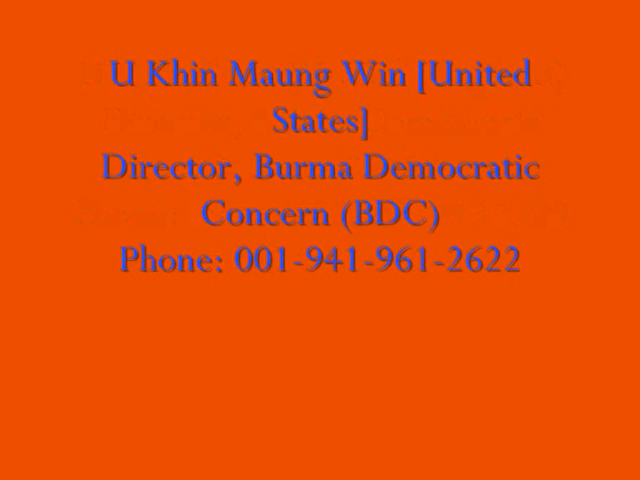 U Khin Maung Win [United
States]
Director, Burma Democratic
Concern (BDC)
Phone: 001-941-961-2622